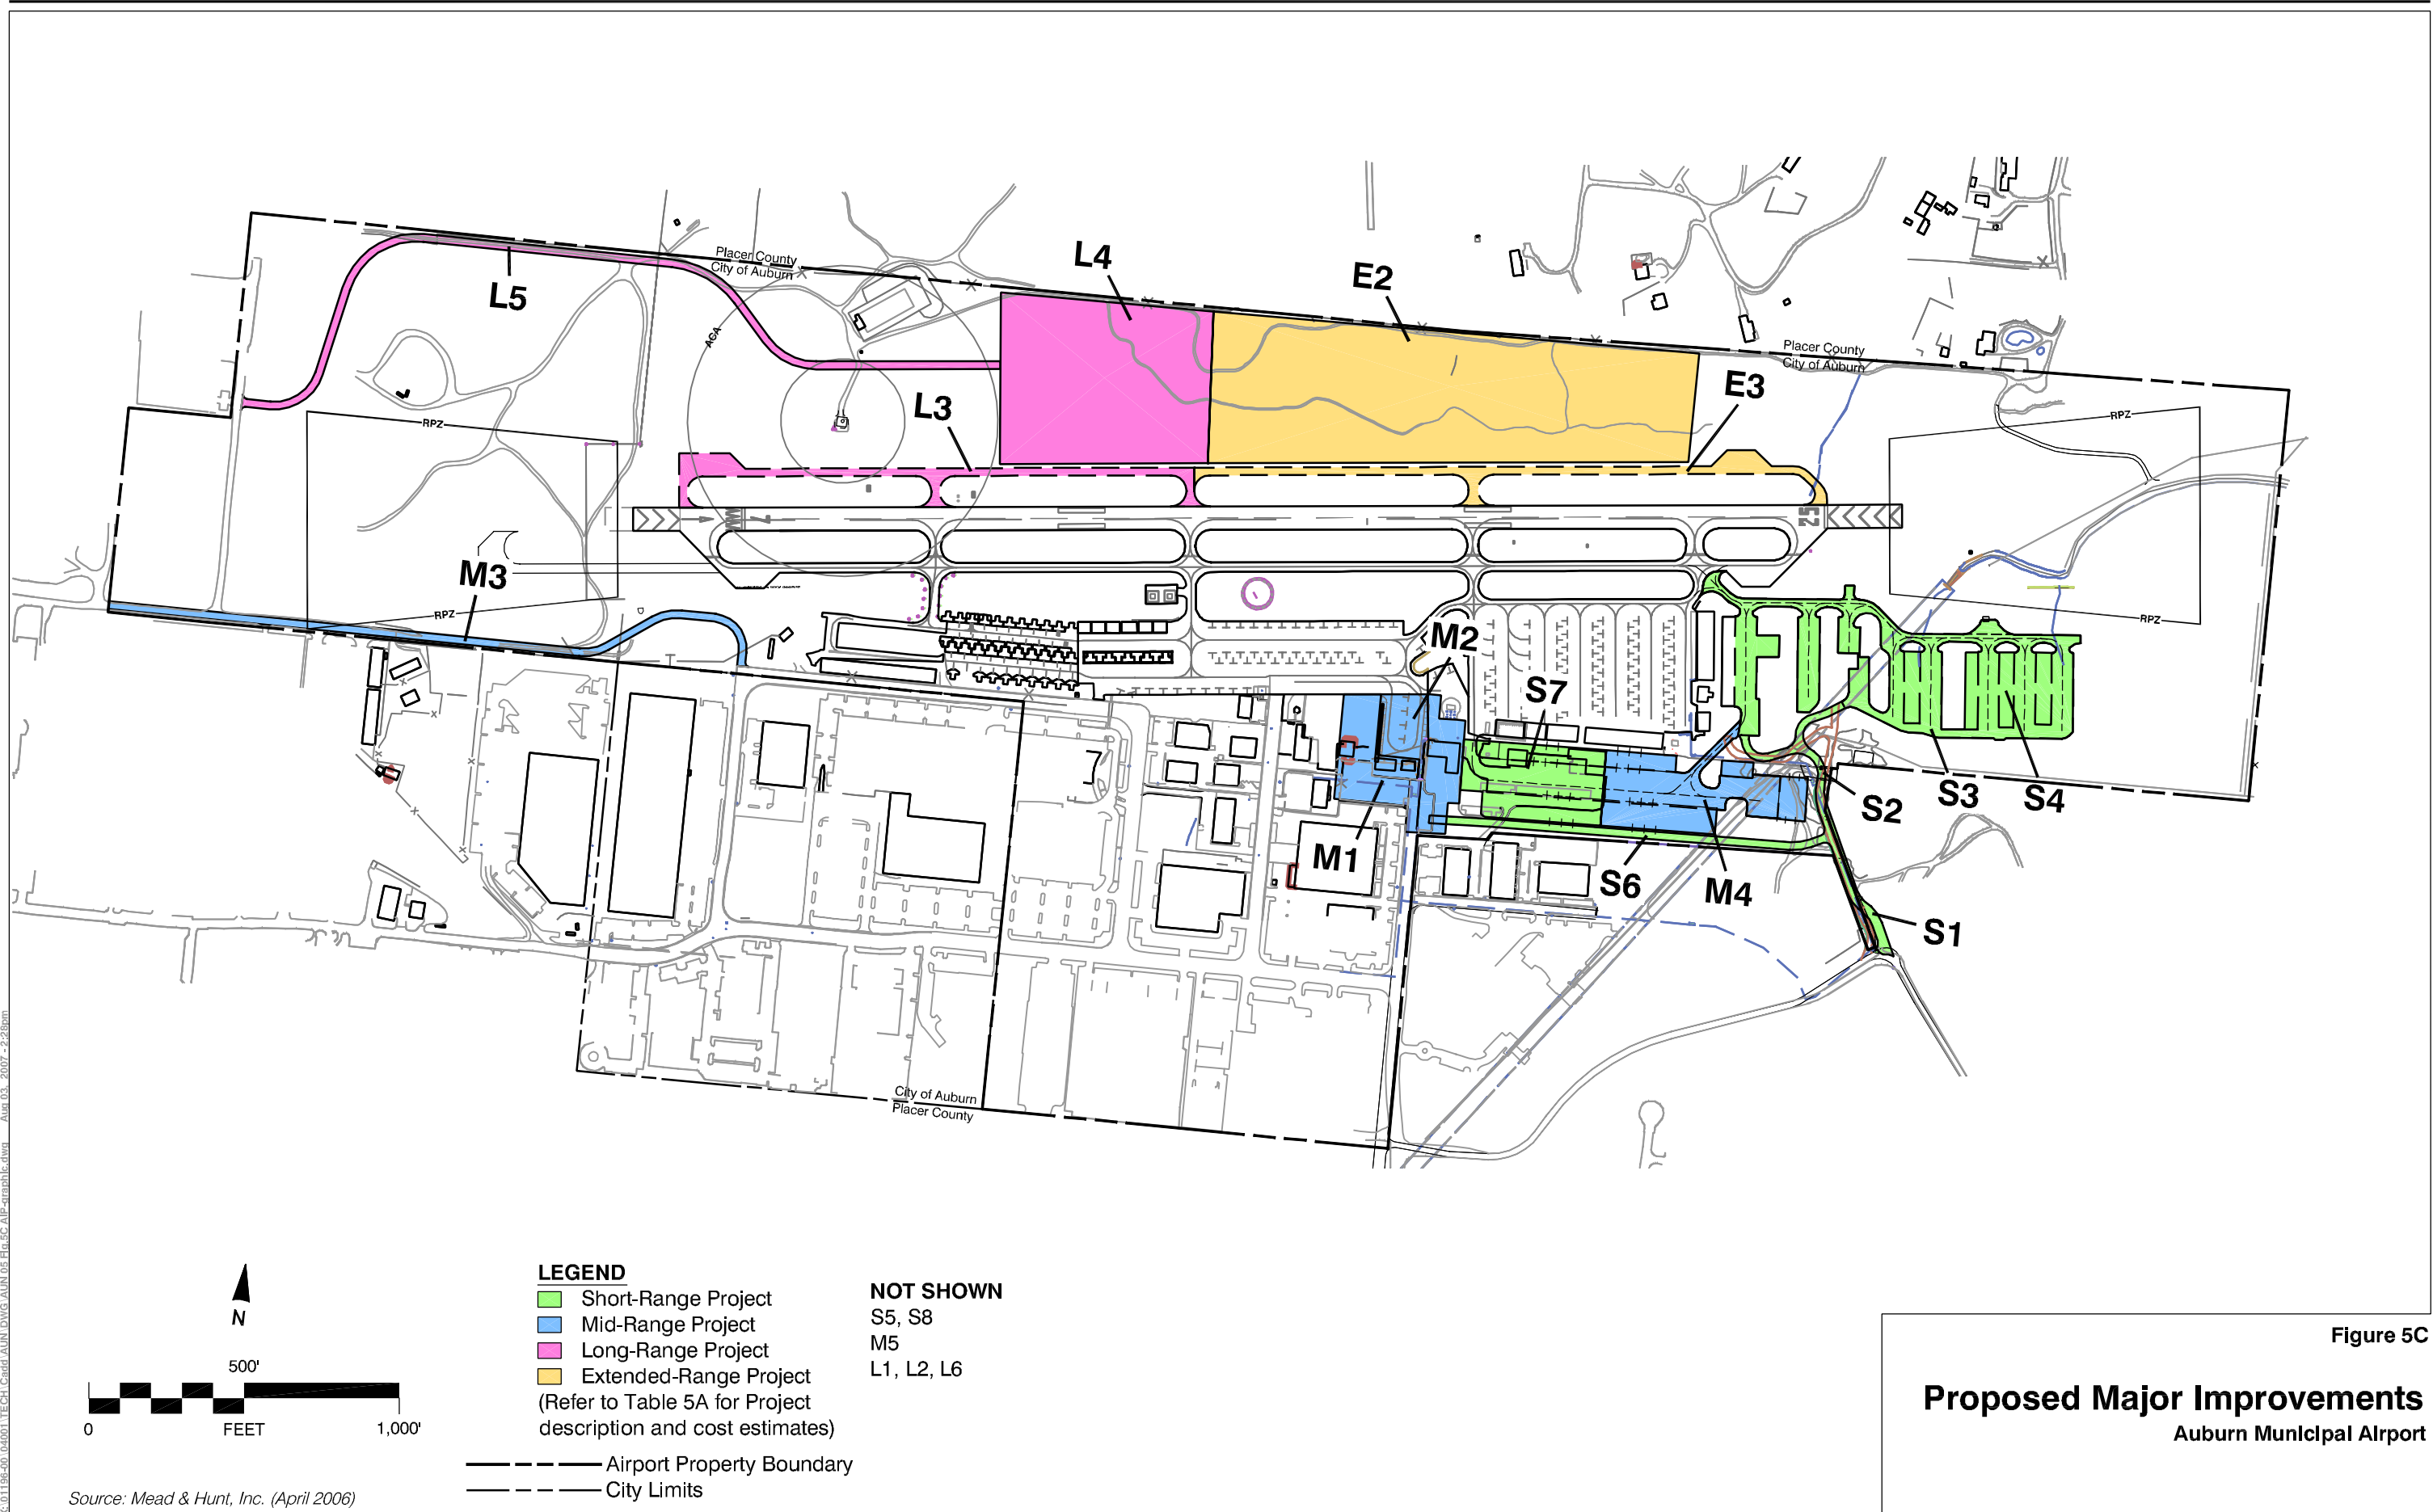 Placer County
City of Auburn
L4
E2
L5
AGA
Placer County
City of Auburn
E3
L3
RPZ
RPZ
25
M3
RPZ
RPZ
M2
S7
M1
S6
M4
S2
S3
S4
S1
City of Auburn
Placer County
N
500'
0
FEET
1,000'
Source: Mead & Hunt, Inc. (April 2006)
LEGEND
Short-Range Project
Mid-Range Project
Long-Range Project
Extended-Range Project
(Refer to Table 5A for Project
description and cost estimates)
Airport Property Boundary
City Limits
NOT SHOWN
S5, S8
M5
L1, L2, L6
Figure 5C
Proposed Major Improvements
Auburn Municipal Airport